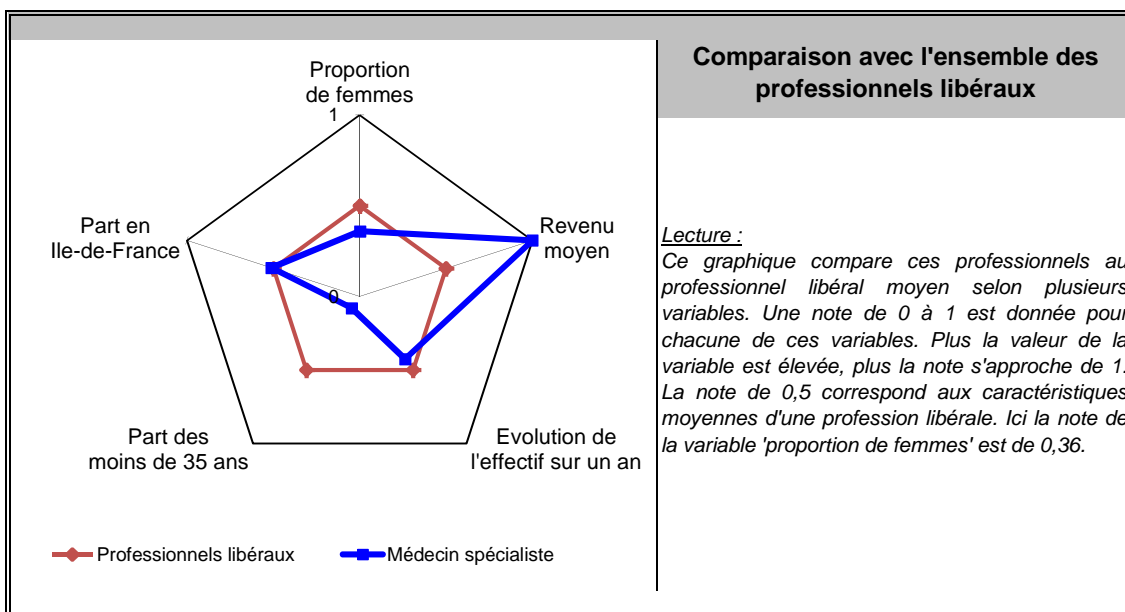 Comparaison avec l'ensemble des
professionnels libéraux
Proportion
de femmes
1
Part en
Ile-de-France
Revenu
moyen
0
Part des
moins de 35 ans
Evolution de
l'effectif sur un an
Professionnels libéraux
Médecin spécialiste
Lecture :
Ce graphique compare ces professionnels au
professionnel libéral moyen selon plusieurs
variables. Une note de 0 à 1 est donnée pour
chacune de ces variables. Plus la valeur de la
variable est élevée, plus la note s'approche de 1.
La note de 0,5 correspond aux caractéristiques
moyennes d'une profession libérale. Ici la note de
la variable 'proportion de femmes' est de 0,36.